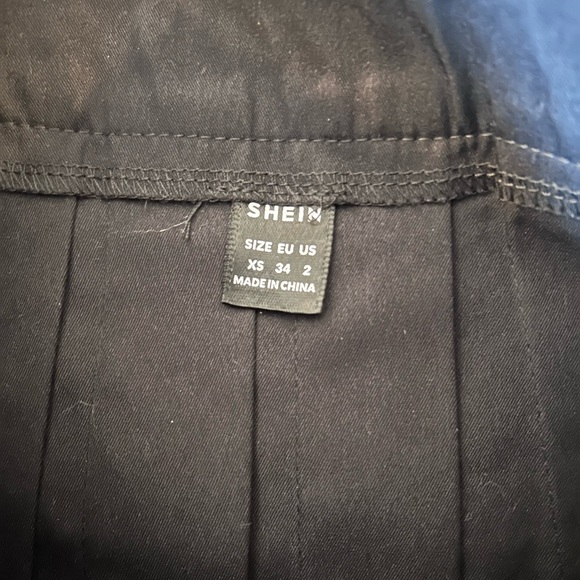 SHEIN
SIZE EU US
XS 34 2
MADE IN CHINA